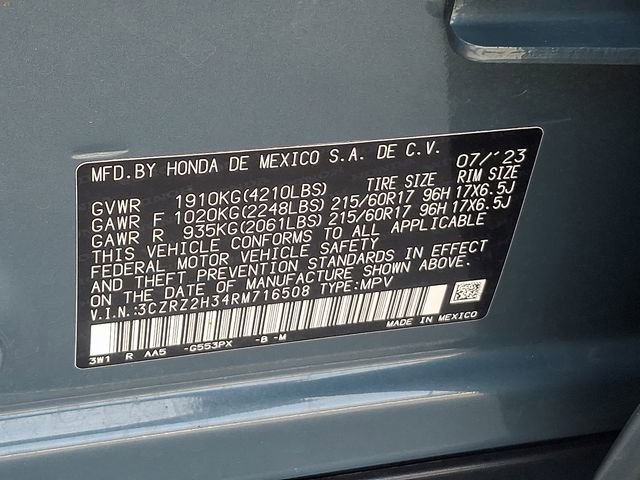 MFD.BY HONDA DE MEXICO S.A. DE C.V. 07/'23
GVWR 1910KG(4210LBS) TIRE SIZE RIM SIZE
GAWR F 1020KG(2248LBS) 215/60R17 96H 17X6.5J
GAWR R 935KG(2061LBS) 215/60R17 96H 17X6.5J
THIS VEHICLE CONFORMS TO ALL APPLICABLE
FEDERAL MOTOR VEHICLE SAFETY
AND THEFT PREVENTION STANDARDS IN EFFECT
ON THE DATE OF MANUFACTURE SHOWN ABOVE.
V.I.N.:3CZRZ2H34RM716508 TYPE:MPV
3W1 R AA5 -G553PX -B -M MADE IN MEXICO